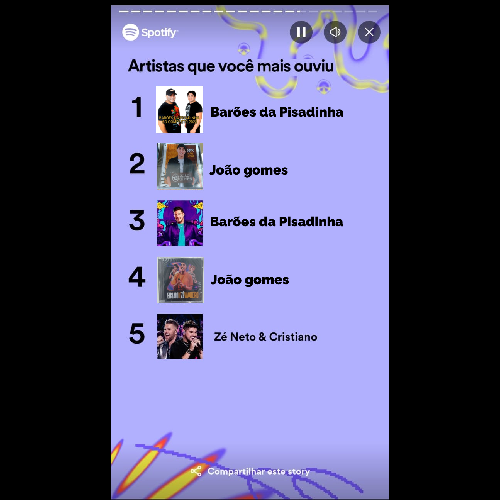 Spotify
Artistas que você mais ouviu
1
Barões da Pisadinha
2
João gomes
3
Barões da Pisadinha
4
João gomes
5
Zé Neto & Cristiano
Compartilhar este story